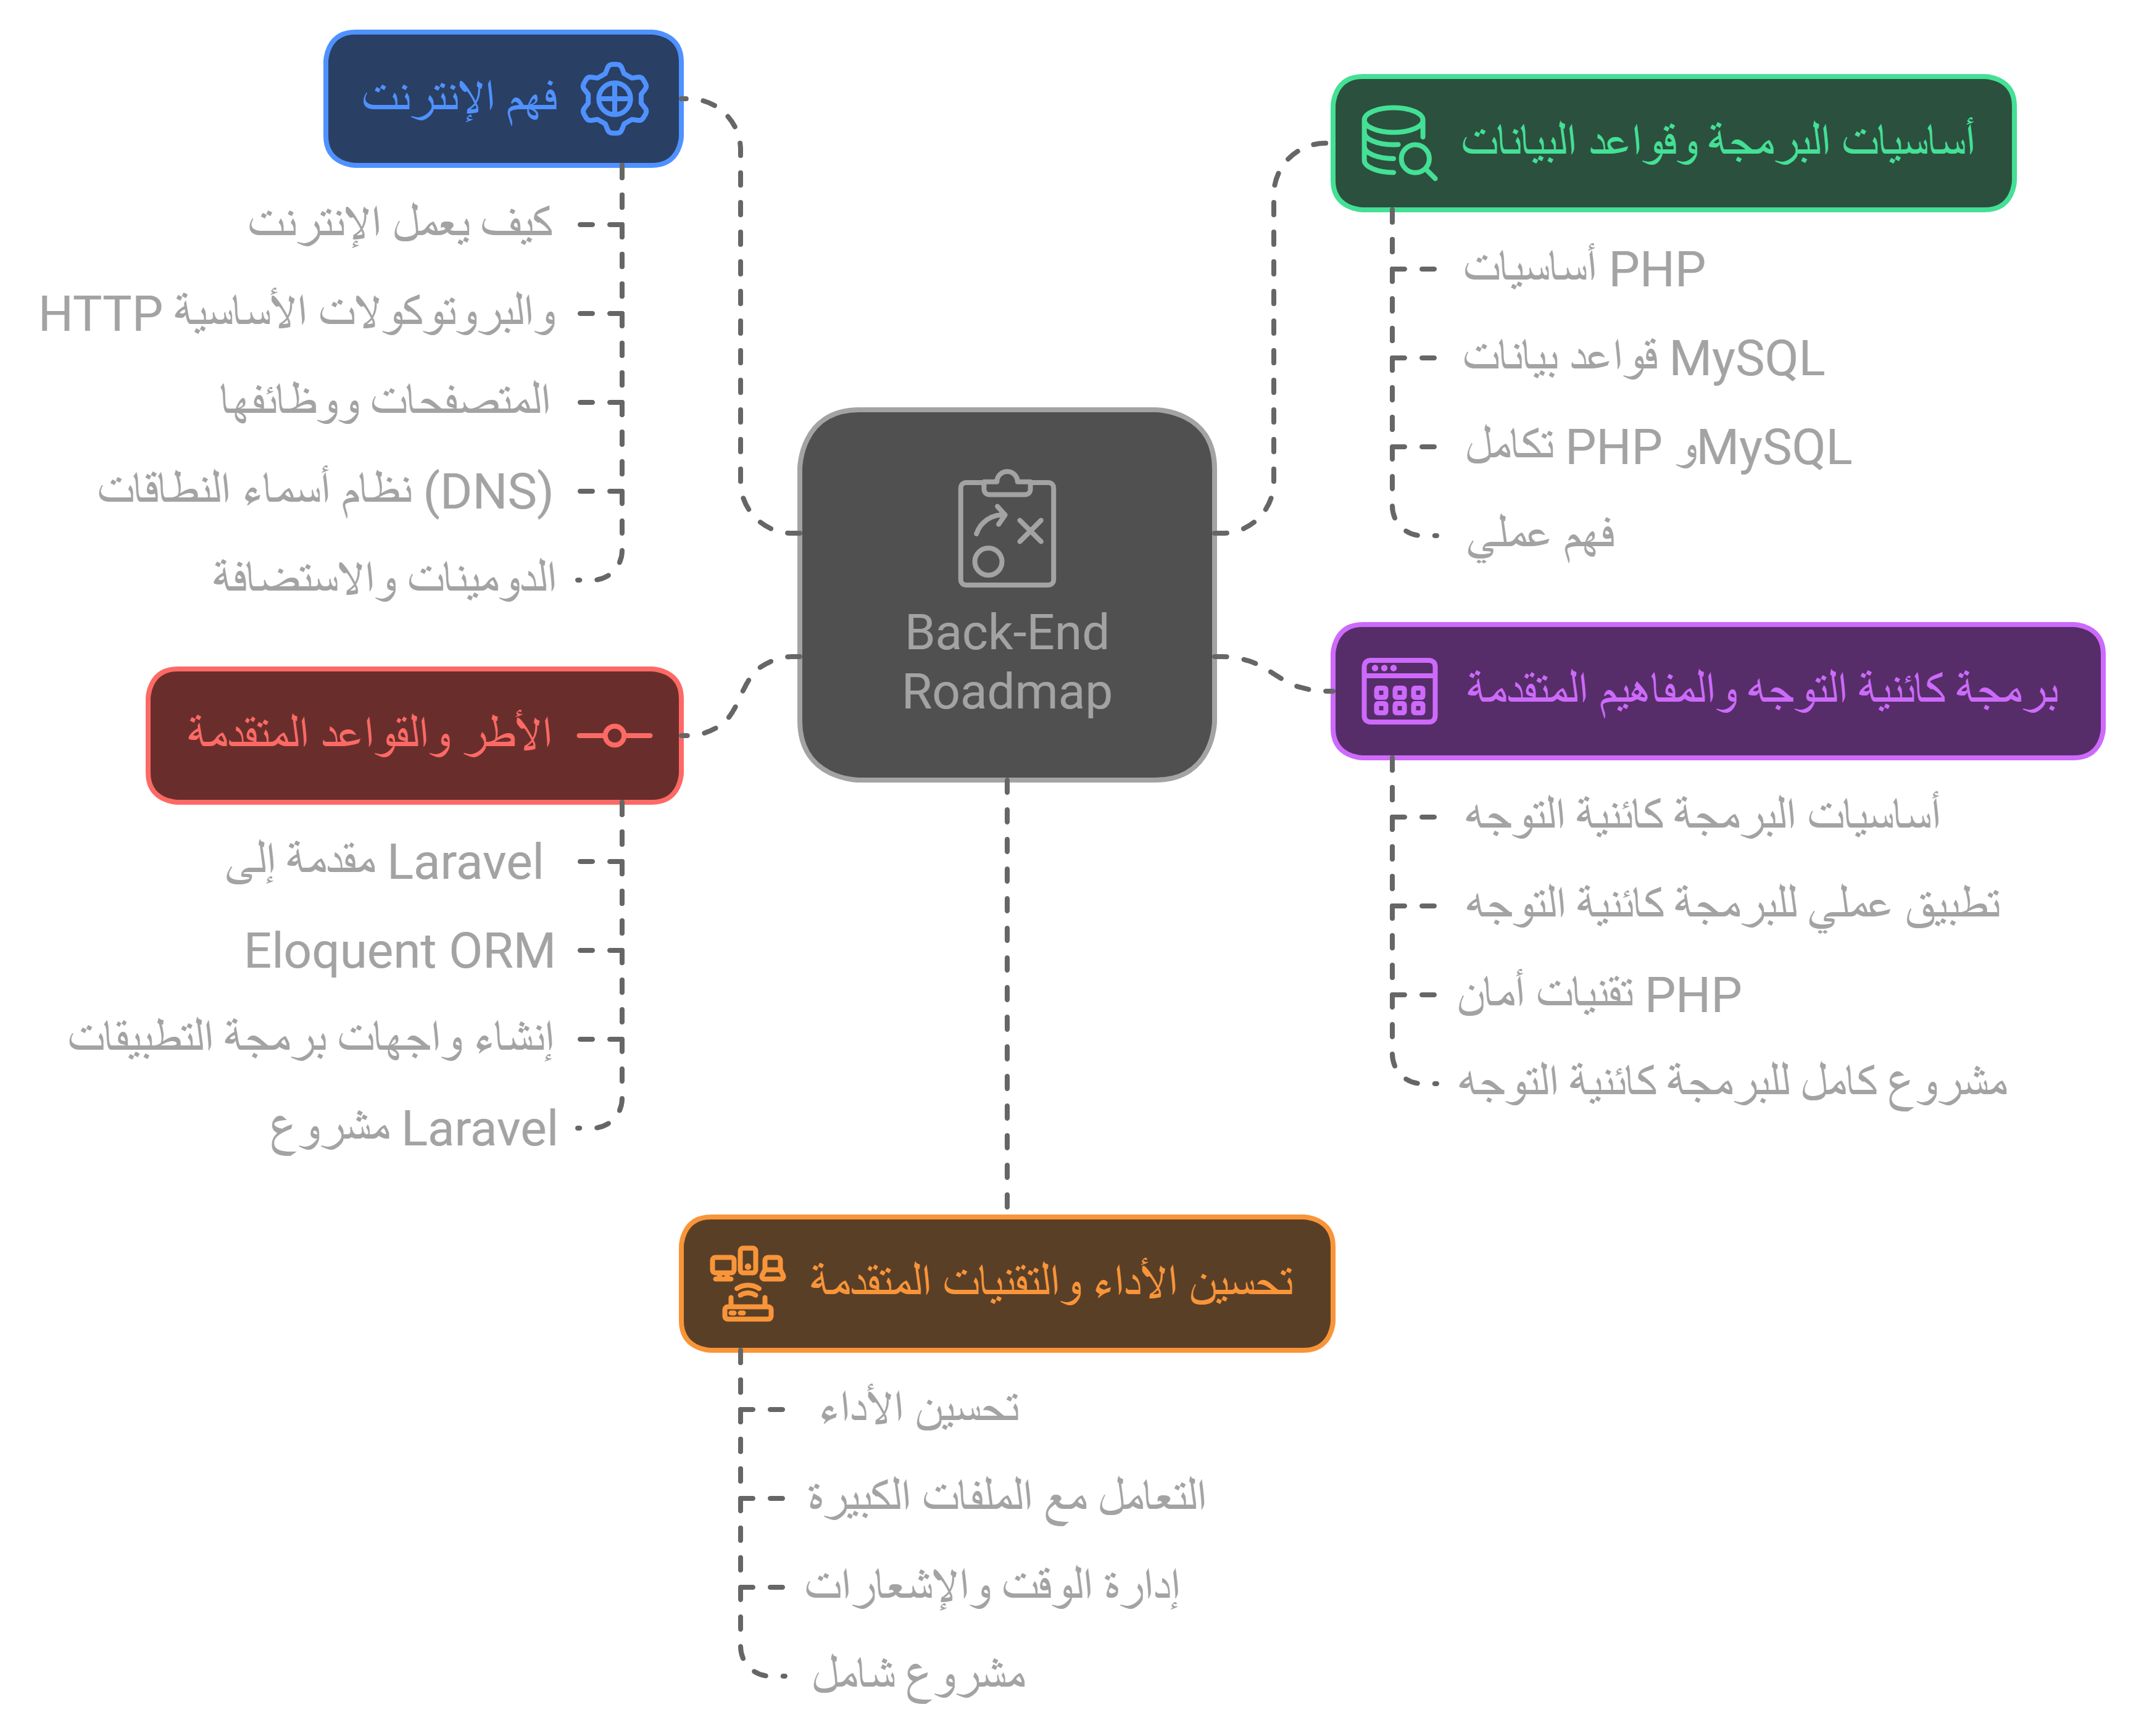 فهم الإنترنت
كيف يعمل الإنترنت
والبروتوكولات الأساسية HTTP
المتصفحات ووظائفها
نظام أسماء النطاقات (DNS)
الدومينات والاستضافة
أساسيات البرمجة وقواعد البيانات
أساسيات PHP
قواعد بيانات MySQL
تكامل PHP وMySQL
فهم عملي
Back-End
Roadmap
الأطر والقواعد المتقدمة
مقدمة إلى Laravel
Eloquent ORM
إنشاء واجهات برمجة التطبيقات
مشروع Laravel
برمجة كائنية التوجه والمفاهيم المتقدمة
أساسيات البرمجة كائنية التوجه
تطبيق عملي للبرمجة كائنية التوجه
تقنيات أمان PHP
مشروع كامل للبرمجة كائنية التوجه
تحسين الأداء والتقنيات المتقدمة
تحسين الأداء
التعامل مع الملفات الكبيرة
إدارة الوقت والإشعارات
مشروع شامل